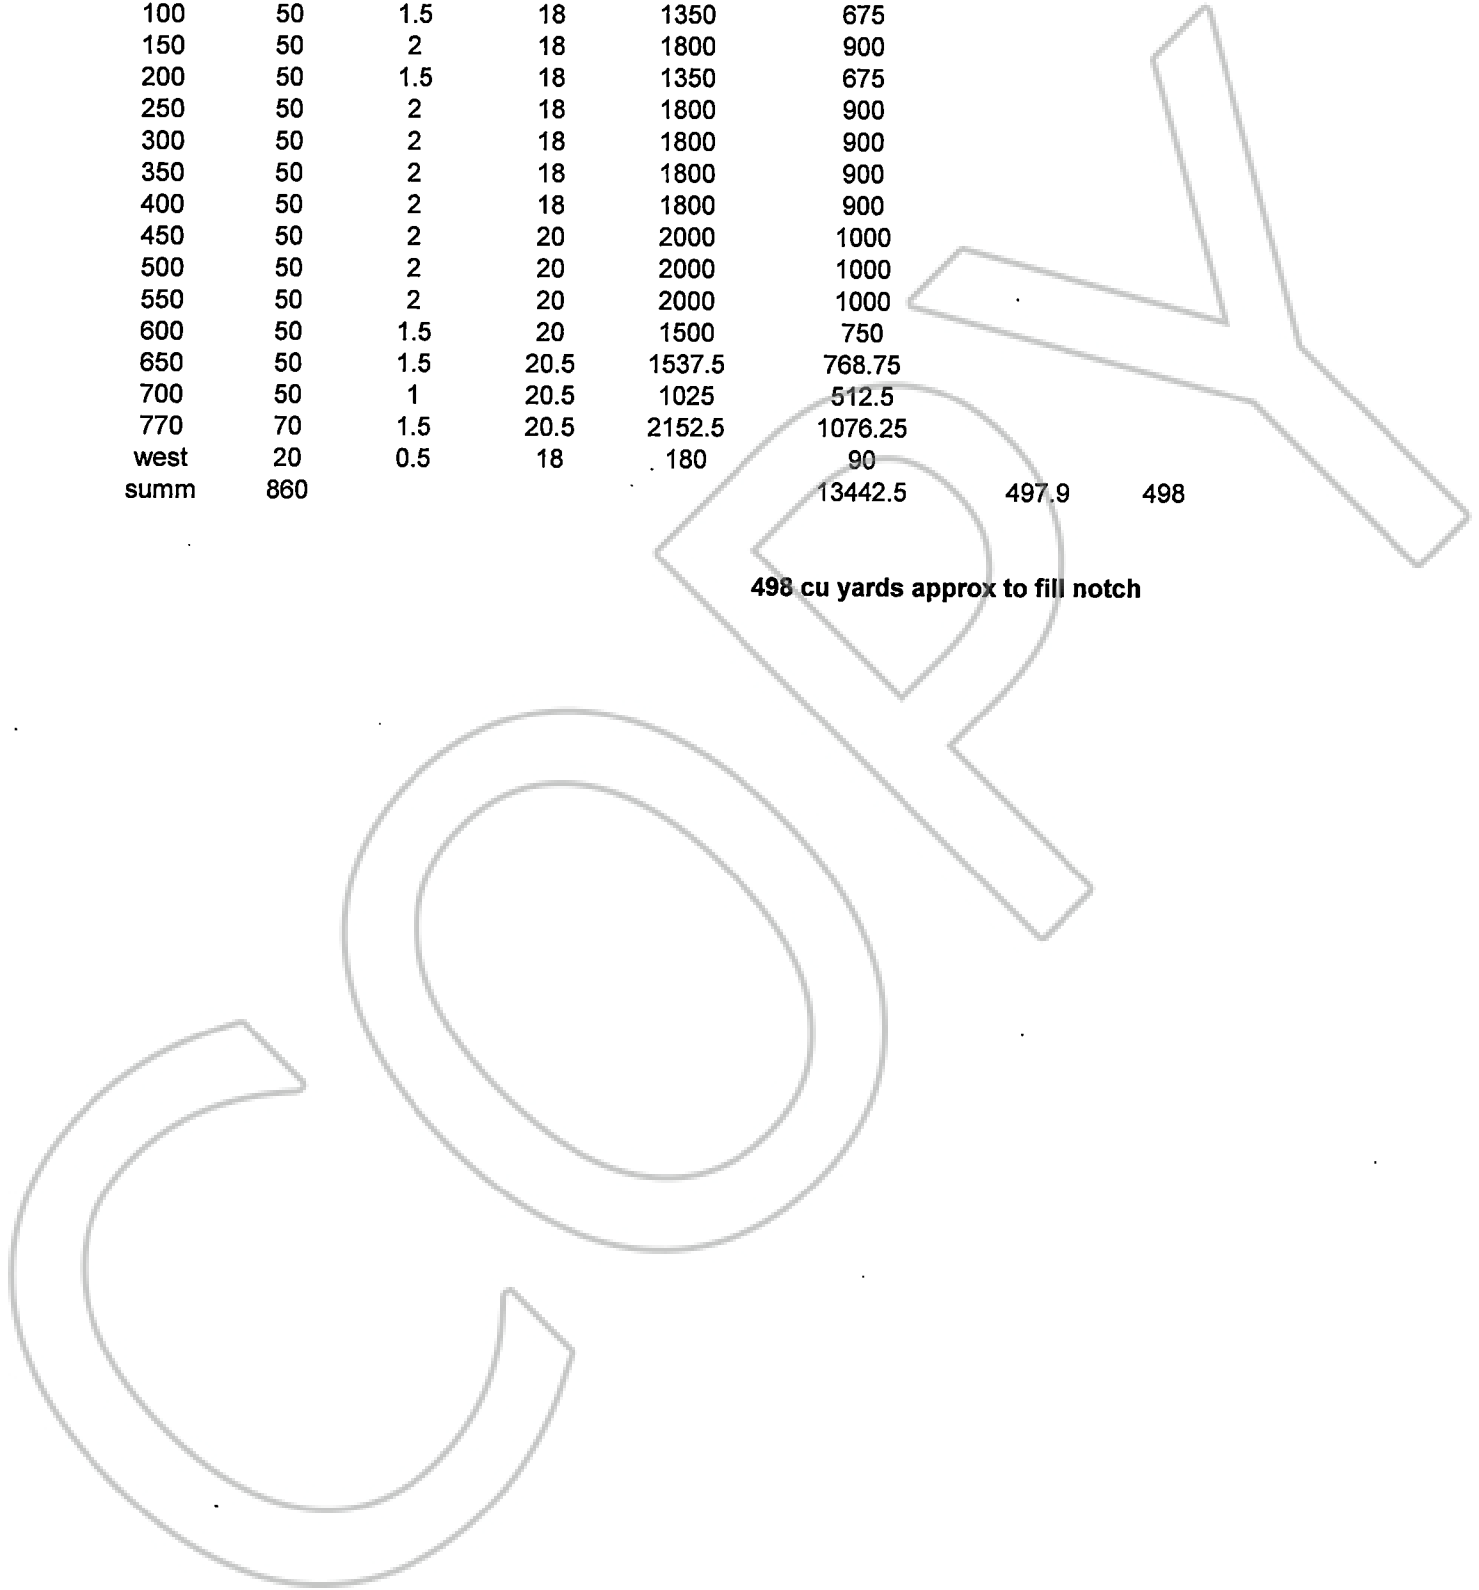 100 50 1.5 18 1350 675
150 50 2 18 1800 900
200 50 1.5 18 1350 675
250 50 2 18 1800 900
300 50 2 18 1800 900
350 50 2 18 1800 900
400 50 2 18 1800 900
450 50 2 20 2000 1000
500 50 2 20 2000 1000
550 50 2 20 2000 1000
600 50 1.5 20 1500 750
650 50 1.5 20.5 1537.5 768.75
700 50 1 20.5 1025 512.5
770 70 1.5 20.5 2152.5 1076.25
west 20 0.5 18 180 90
summ 860 13442.5 497.9 498
498 cu yards approx to fill notch
COPY